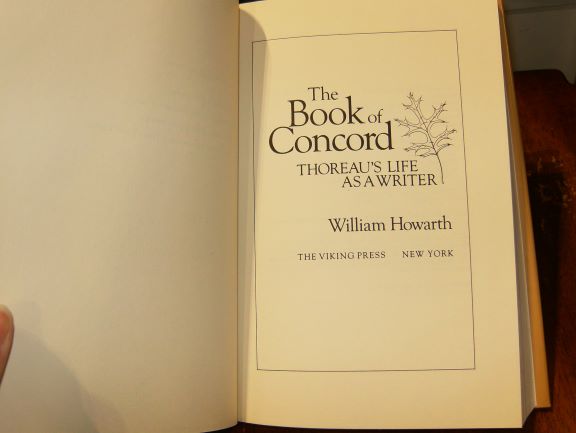 The
Book of
Concord
THOREAU'S LIFE
AS A WRITER
William Howarth
THE VIKING PRESS NEW YORK